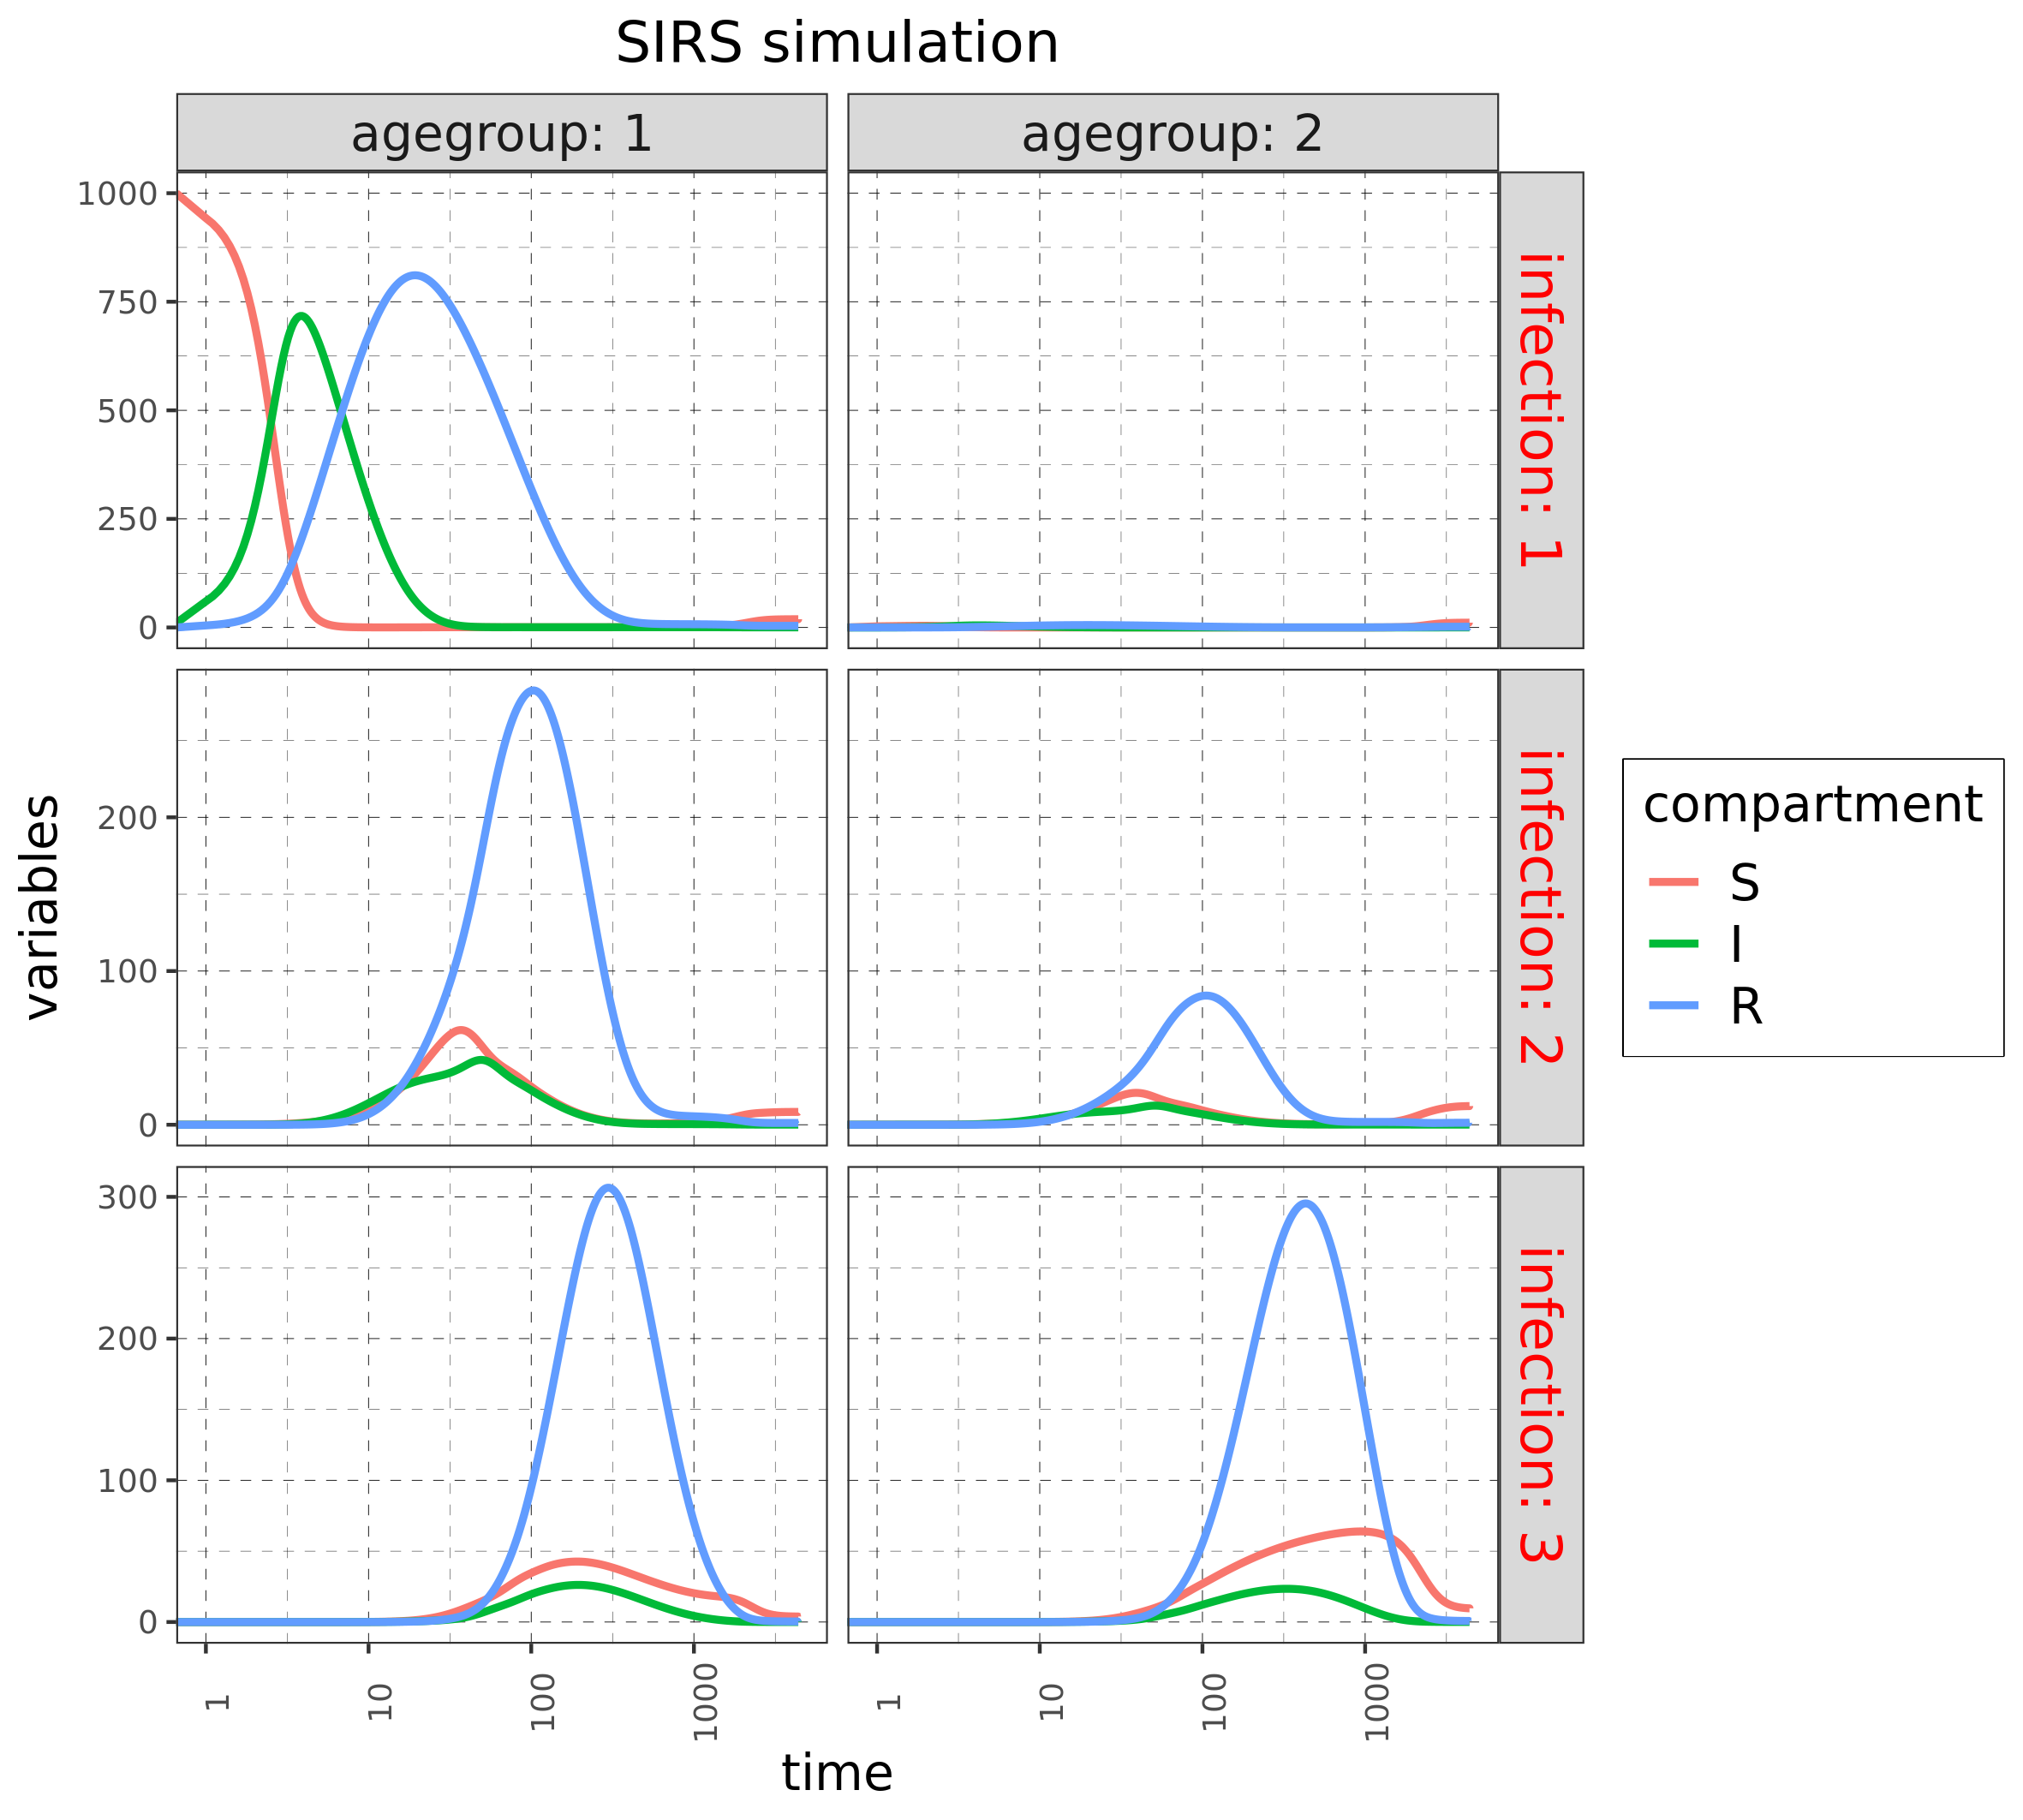 SIRS simulation
agegroup: 1
agegroup: 2
1000
750
500
250
0
infection: 1
200
100
0
infection: 2
300
200
100
0
infection: 3
1
10
100
1000
1
10
100
1000
time
variables
compartment
S
I
R